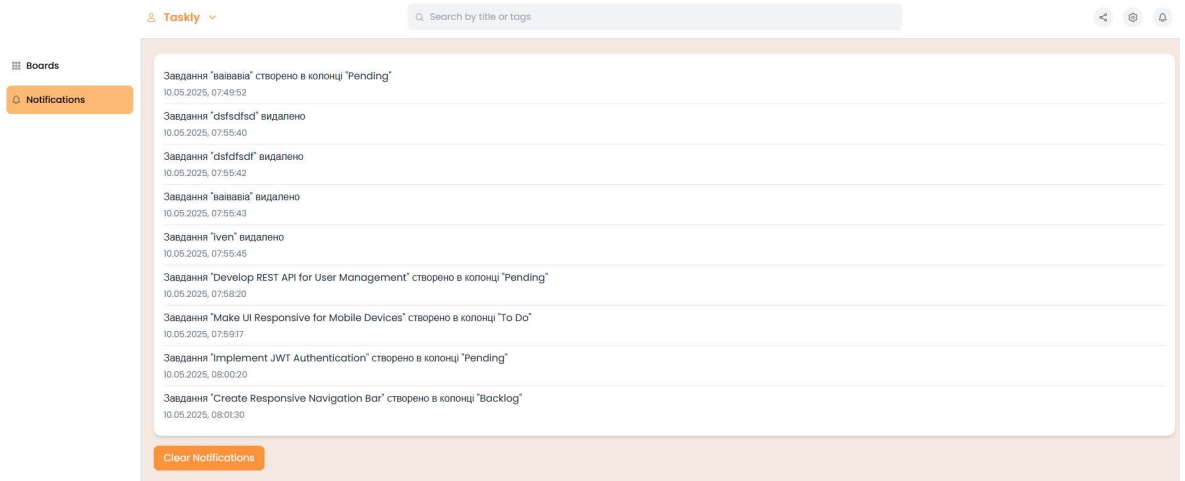 Taskly
Search by title or tags
Boards
Notifications
Завдання "ваівавіа" створено в колонці "Pending"
10.05.2025, 07:49:52
Завдання "dsfsdfsd" видалено
10.05.2025, 07:55:40
Завдання "dsfdfsdf" видалено
10.05.2025, 07:55:42
Завдання "ваівавіа" видалено
10.05.2025, 07:55:43
Завдання "iven" видалено
10.05.2025, 07:55:45
Завдання "Develop REST API for User Management" створено в колонці "Pending"
10.05.2025, 07:58:20
Завдання "Make UI Responsive for Mobile Devices" створено в колонці "To Do"
10.05.2025, 07:59:17
Завдання "Implement JWT Authentication" створено в колонці "Pending"
10.05.2025, 08:00:20
Завдання "Create Responsive Navigation Bar" створено в колонці "Backlog"
10.05.2025, 08:01:30
Clear Notifications